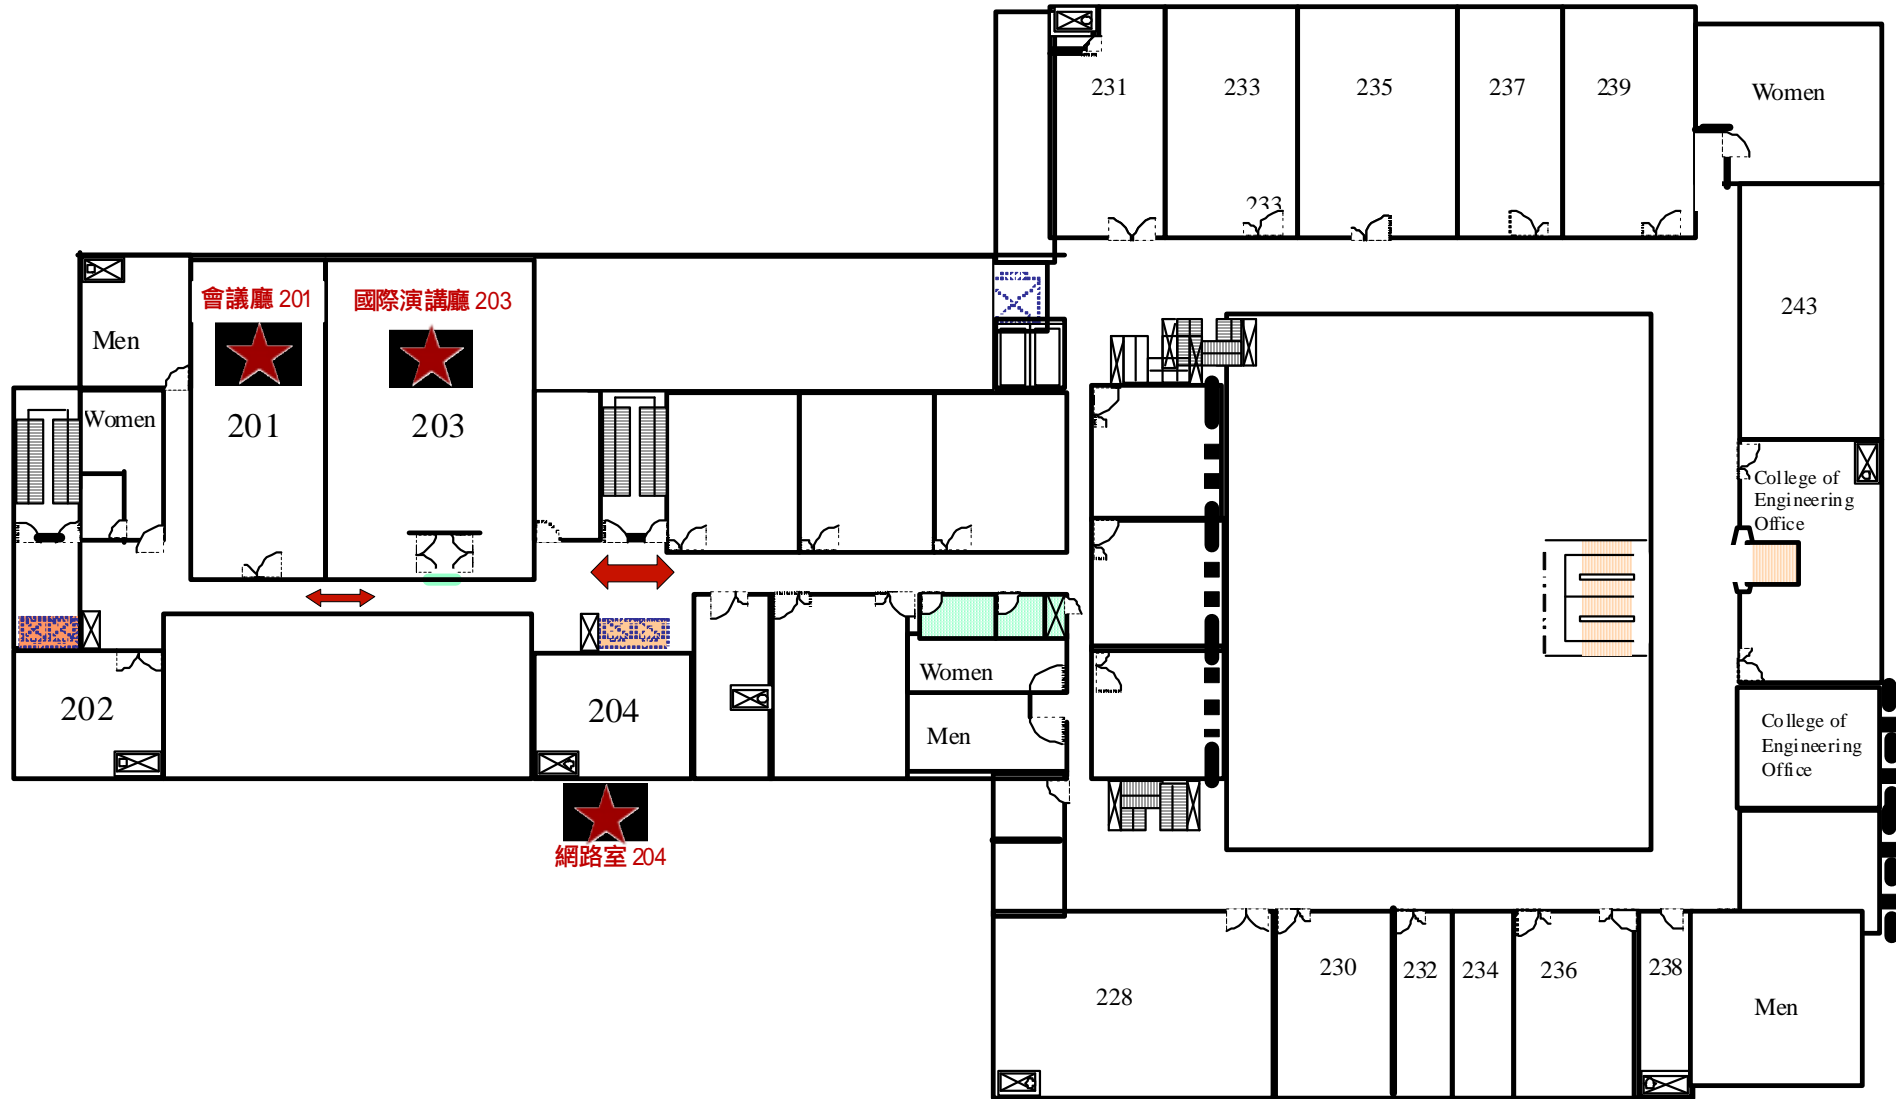 231
233
235
237
239
Women
233
會議廳 201
國際演講廳 203
243
Men
Women
201
203
College of
Engineering
Office
Women
202
204
Men
College of
Engineering
Office
網路室 204
228
230
232
234
236
238
Men